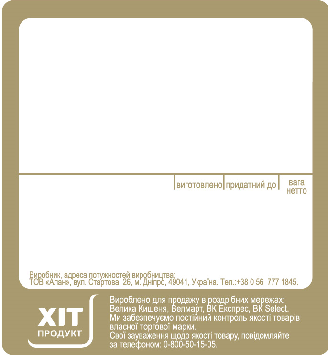 виготовлено придатний до вага
нетто
Виробник, адреса потужностей виробництва:
ТОВ «Алан», вул. Стартова 26, м. Дніпро, 49041, Україна. Тел.:+38 0 56 777 1845.
ХІТ
ПРОДУКТ
Вироблено для продажу в роздрібних мережах
Велика Кишеня, Велмарт, ВК Експрес, ВК Select.
Ми забезпечуємо постійний контроль якості товарів
власної торгової марки.
Свої зауваження щодо якості товару, повідомляйте
за телефоном: 0-800-50-15-05.